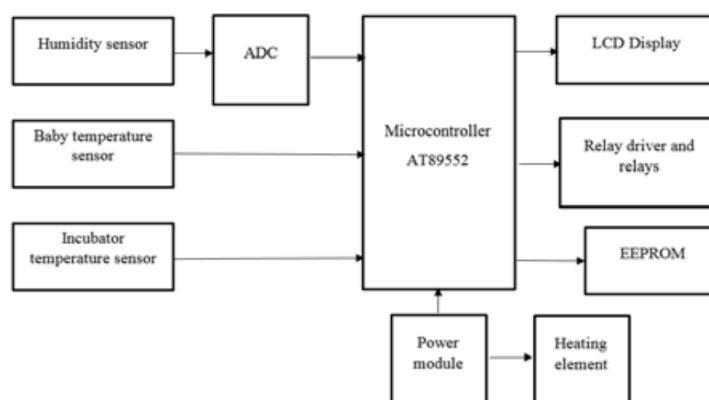 Humidity sensor
ADC
LCD Display
Baby temperature
sensor
Microcontroller
AT89552
Relay driver and
relays
Incubator
temperature sensor
EEPROM
Power
module
Heating
element